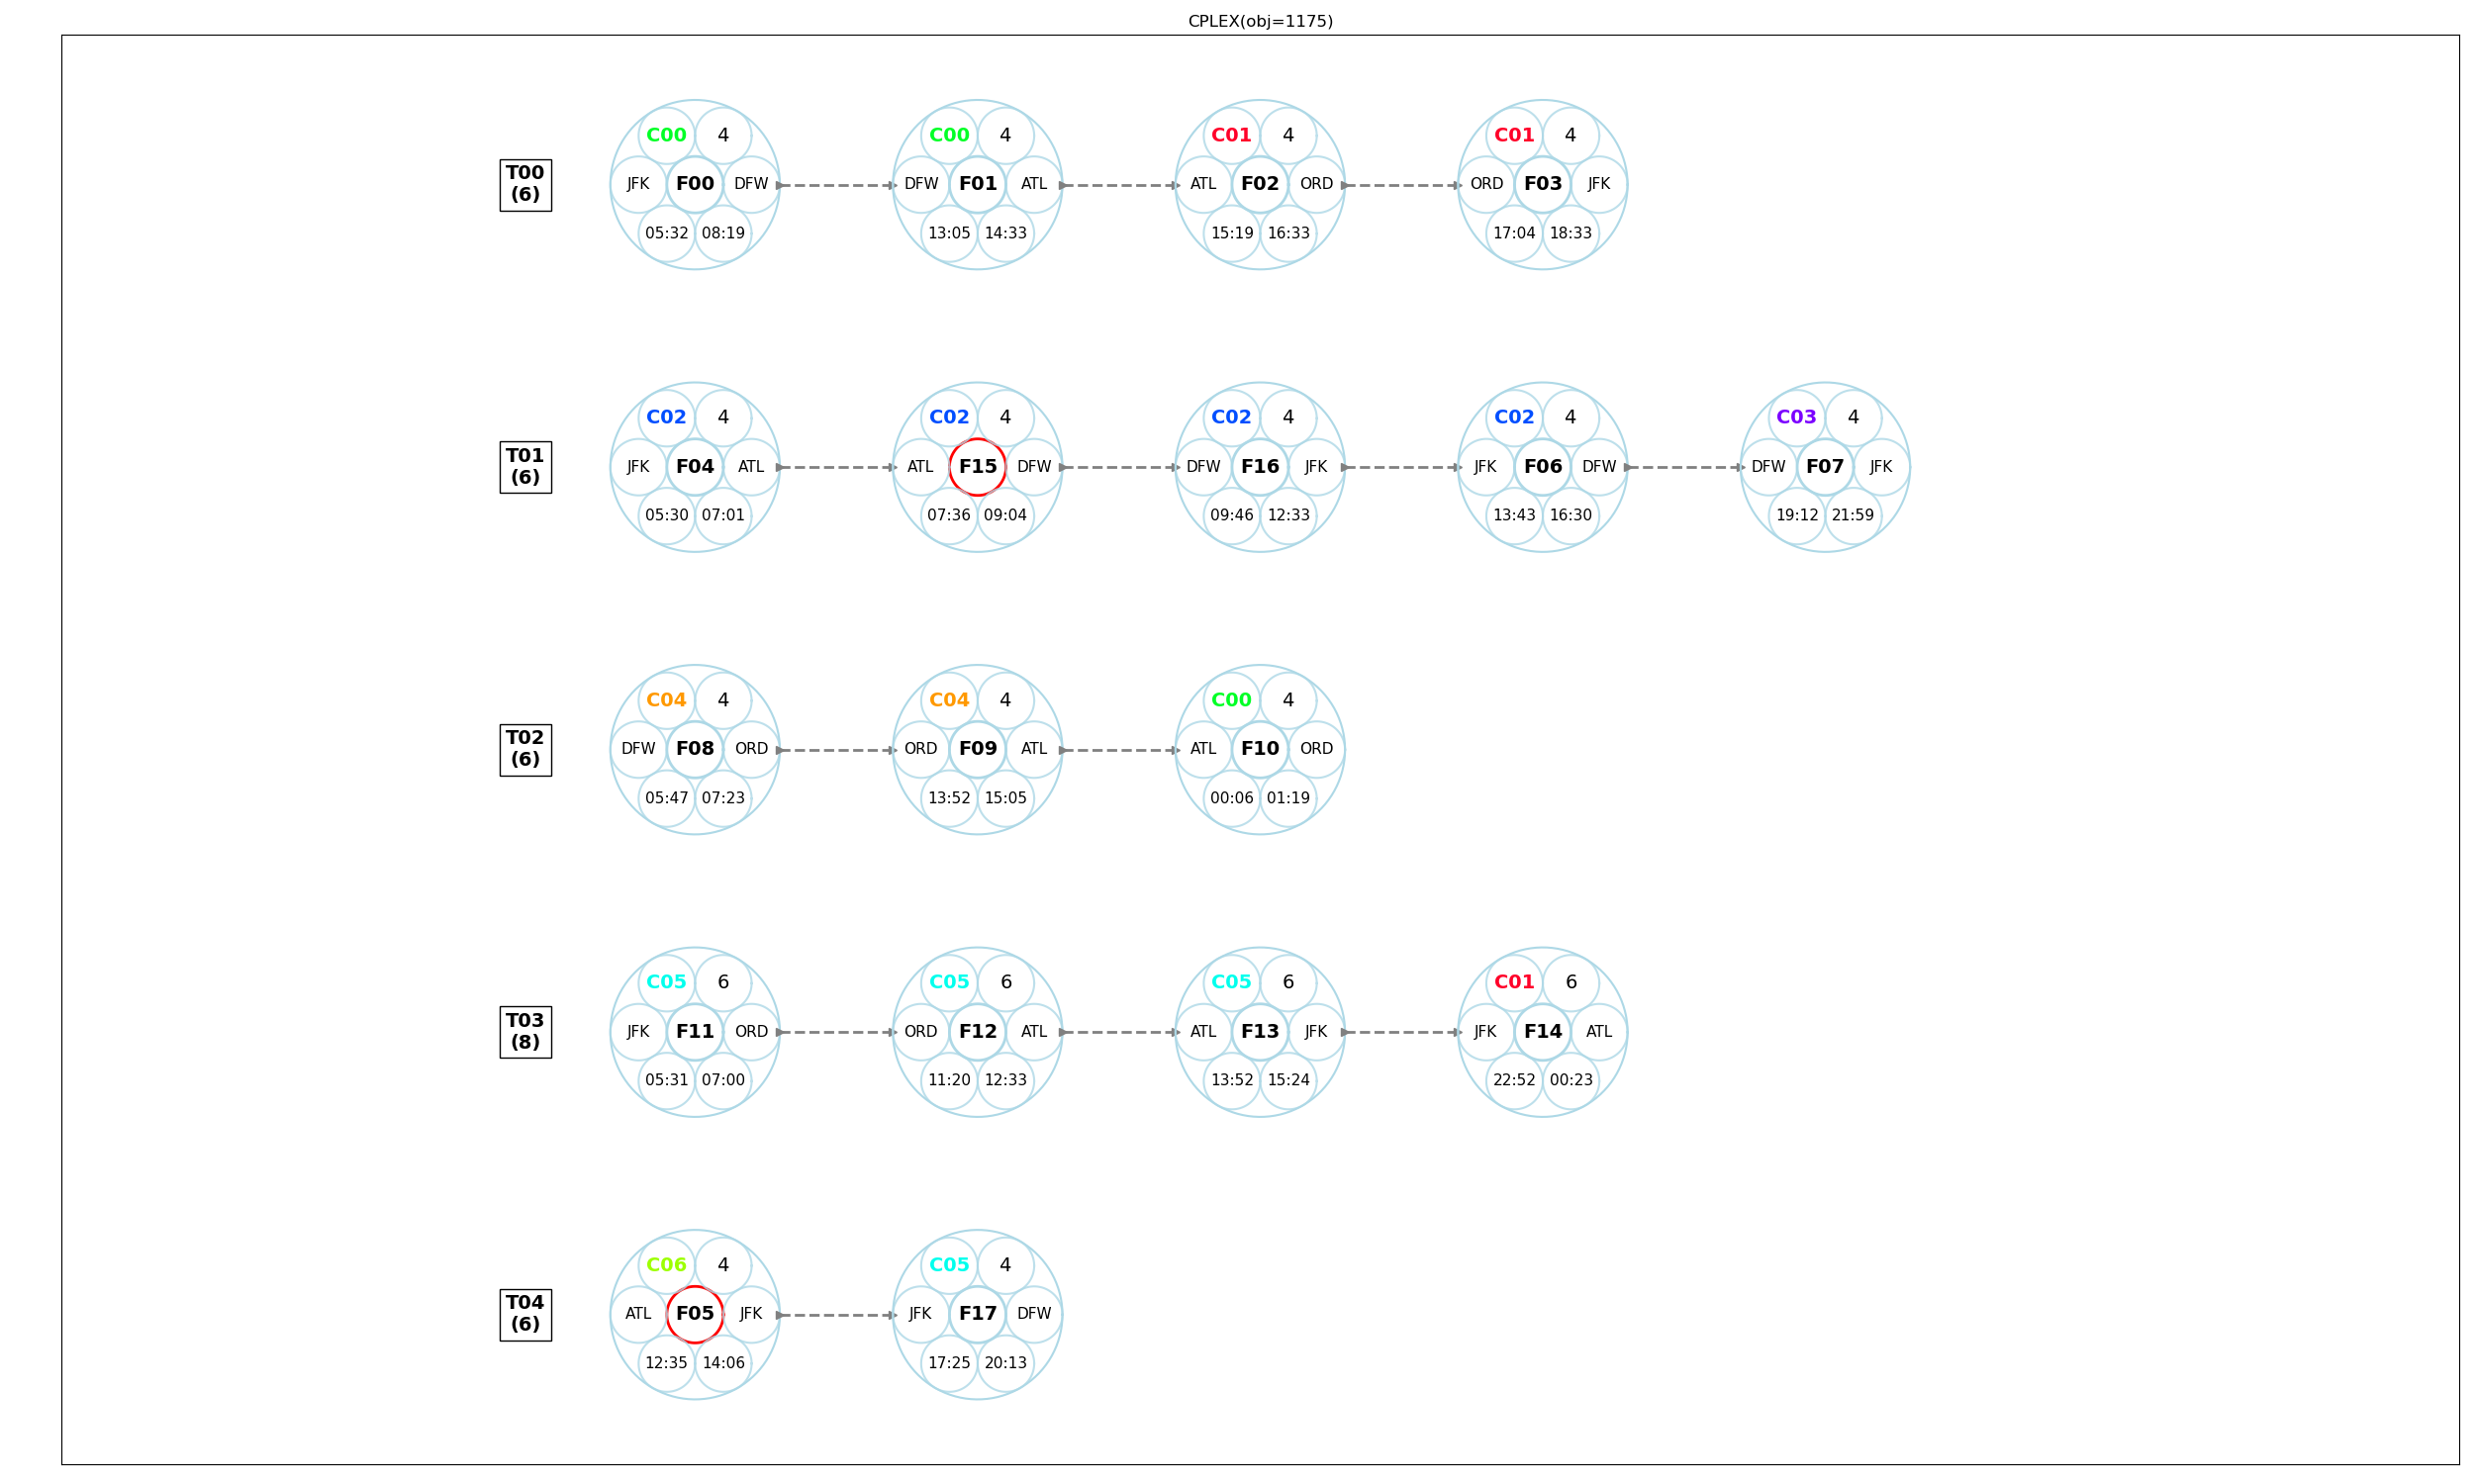 CPLEX(obj=1175)
C00 4 C00 4 C01 4 C01 4
T00
(6)
JFK F00 DFW DFW F01 ATL ATL F02 ORD ORD F03 JFK
05:32 08:19 13:05 14:33 15:19 16:33 17:04 18:33
C02 4 C02 4 C02 4 C02 4 C03 4
T01
(6)
JFK F04 ATL ATL F15 DFW DFW F16 JFK JFK F06 DFW DFW F07 JFK
05:30 07:01 07:36 09:04 09:46 12:33 13:43 16:30 19:12 21:59
C04 4 C04 4 C00 4
T02
(6)
DFW F08 ORD ORD F09 ATL ATL F10 ORD
05:47 07:23 13:52 15:05 00:06 01:19
C05 6 C05 6 C05 6 C01 6
T03
(8)
JFK F11 ORD ORD F12 ATL ATL F13 JFK JFK F14 ATL
05:31 07:00 11:20 12:33 13:52 15:24 22:52 00:23
C06 4 C05 4
T04
(6)
ATL F05 JFK JFK F17 DFW
12:35 14:06 17:25 20:13